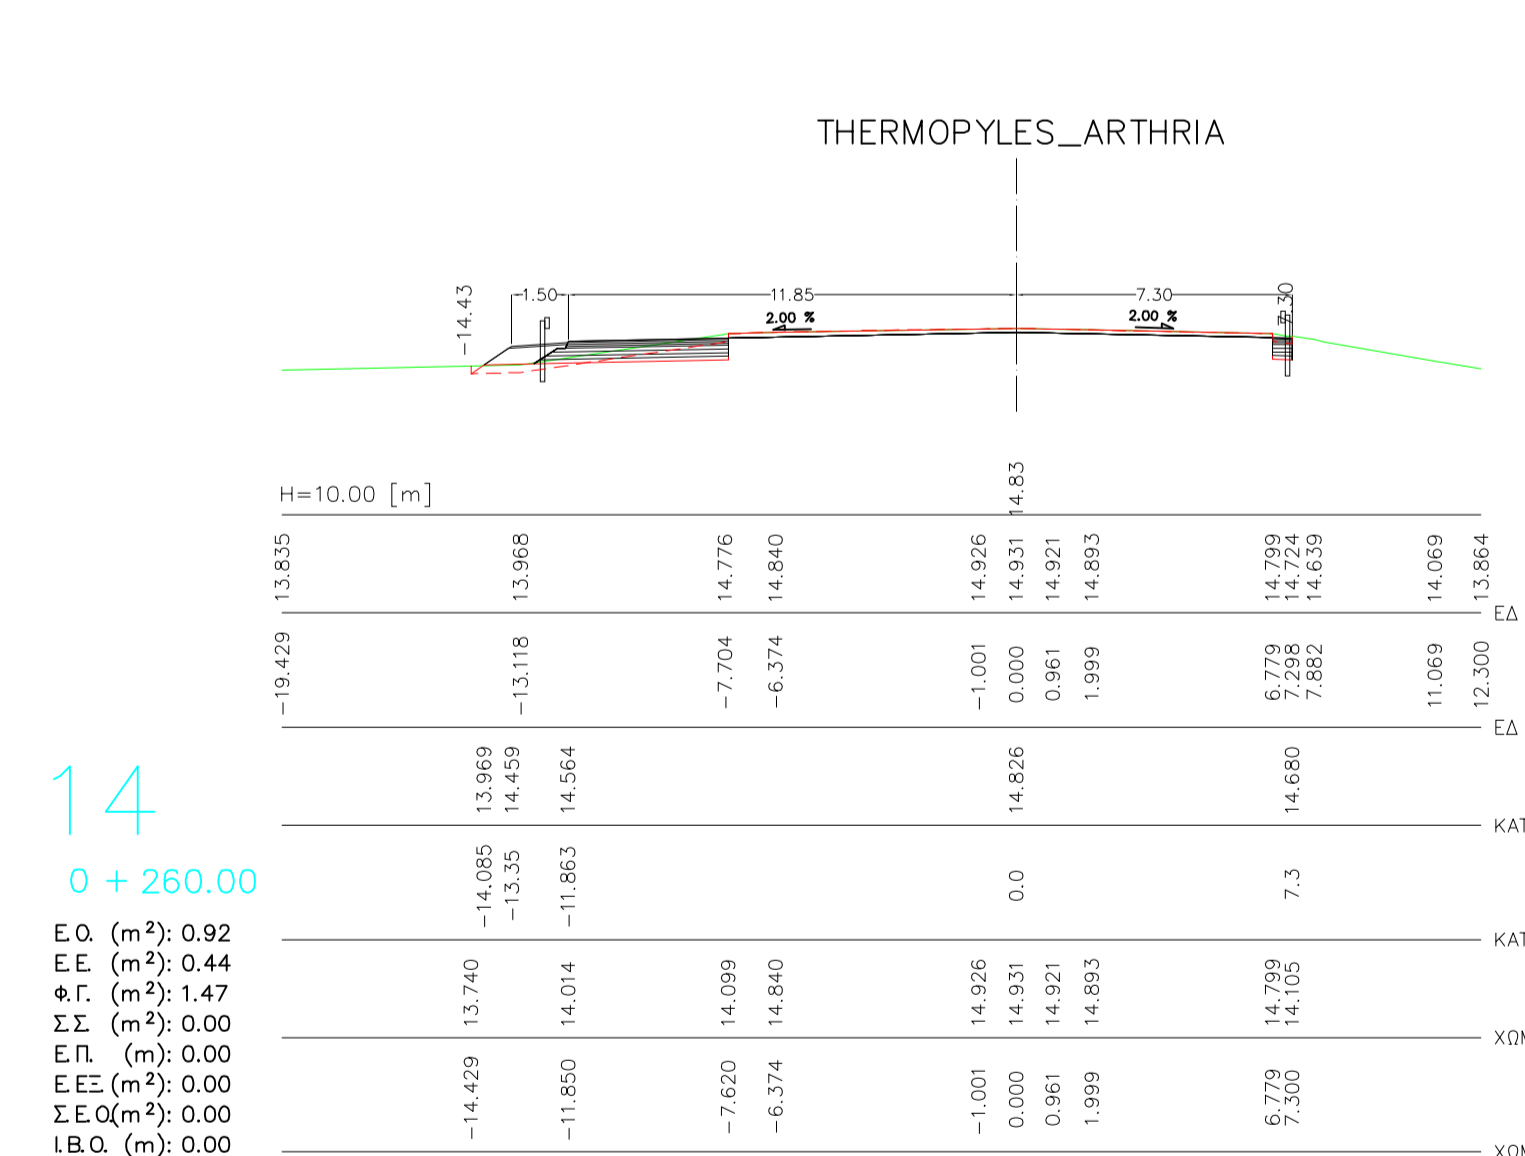 THERMOPYLES_ARTHRIA
-14.43
1.50 11.85 7.30 7.30
2.00 % 2.00 %
H=10.00 [m] 14.83
13.835 13.968 14.776 14.840 14.926 14.931 14.921 14.893 14.799 14.724 14.639 14.069 13.864
ΕΔ
-19.429 -13.118 -7.704 -6.374 -1.001 0.000 0.961 1.999 6.779 7.298 7.882 11.069 12.300
ΕΔ
13.969 14.459 14.564 14.826 14.680
ΚΑΤ
-14.085 -13.35 -11.863 0.0 7.3
ΚΑΤ
13.740 14.014 14.099 14.840 14.926 14.931 14.921 14.893 14.799 14.105
ΧΩΜ
-14.429 -11.850 -7.620 -6.374 -1.001 0.000 0.961 1.999 6.779 7.300
ΧΩΜ
14
0 + 260.00
Ε.Ο. (m²): 0.92
Ε.Ε. (m²): 0.44
Φ.Γ. (m²): 1.47
Σ.Σ. (m²): 0.00
Ε.Π. (m): 0.00
Ε.ΕΞ. (m²): 0.00
Σ.Ε.Ο.(m²): 0.00
Ι.Β.Ο. (m): 0.00